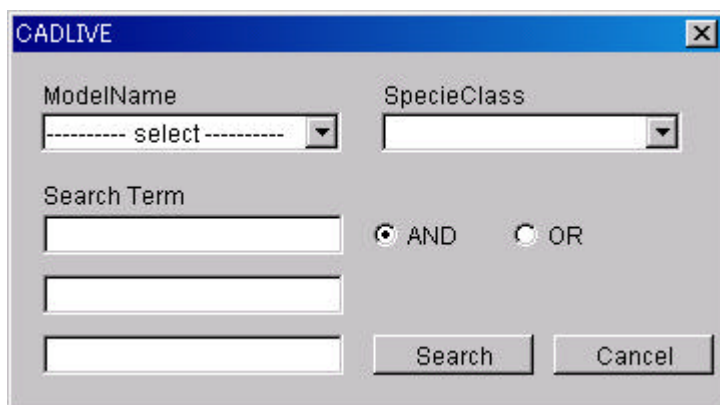 CADLIVE
ModelName SpecieClass
---------- select ----------
Search Term
AND OR
Search Cancel